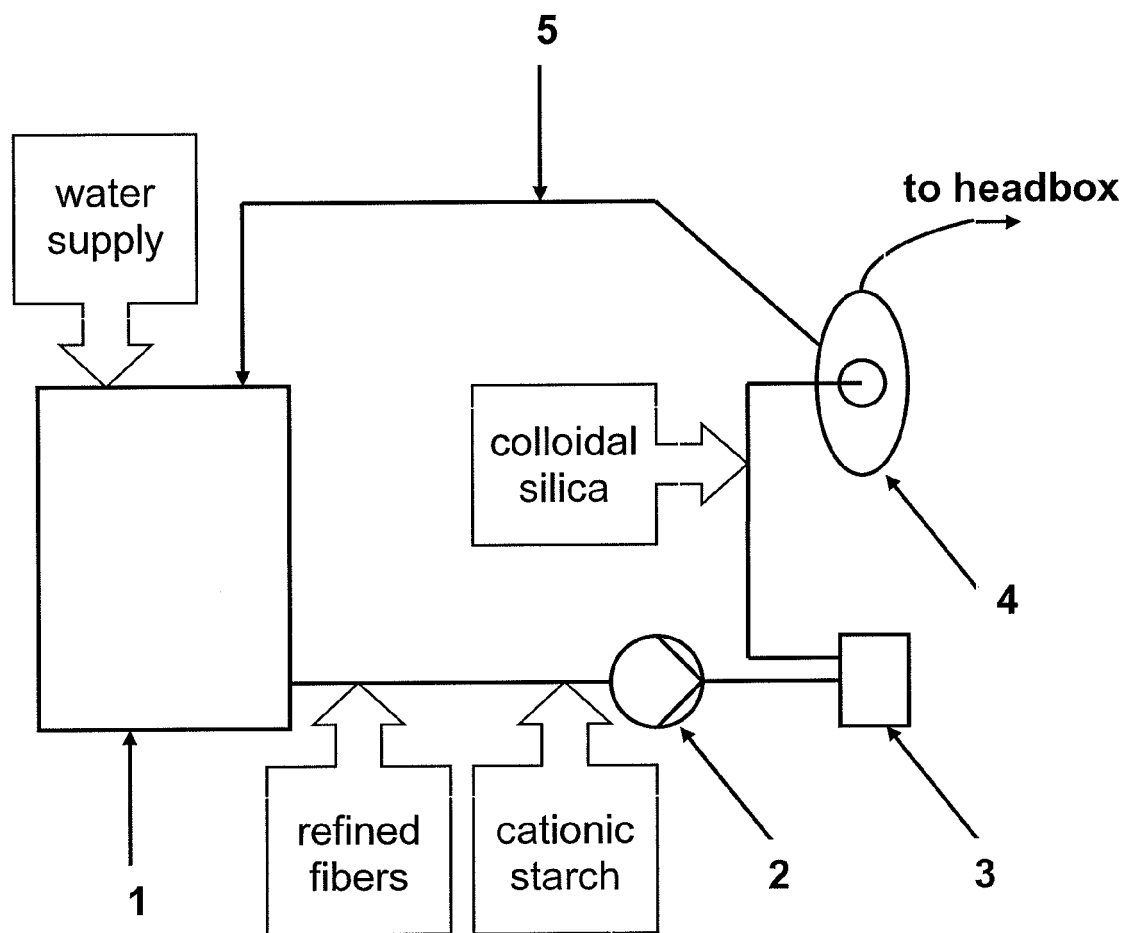 5
to headbox
water
supply
colloidal
silica
4
refined
fibers
cationic
starch
2
3
1